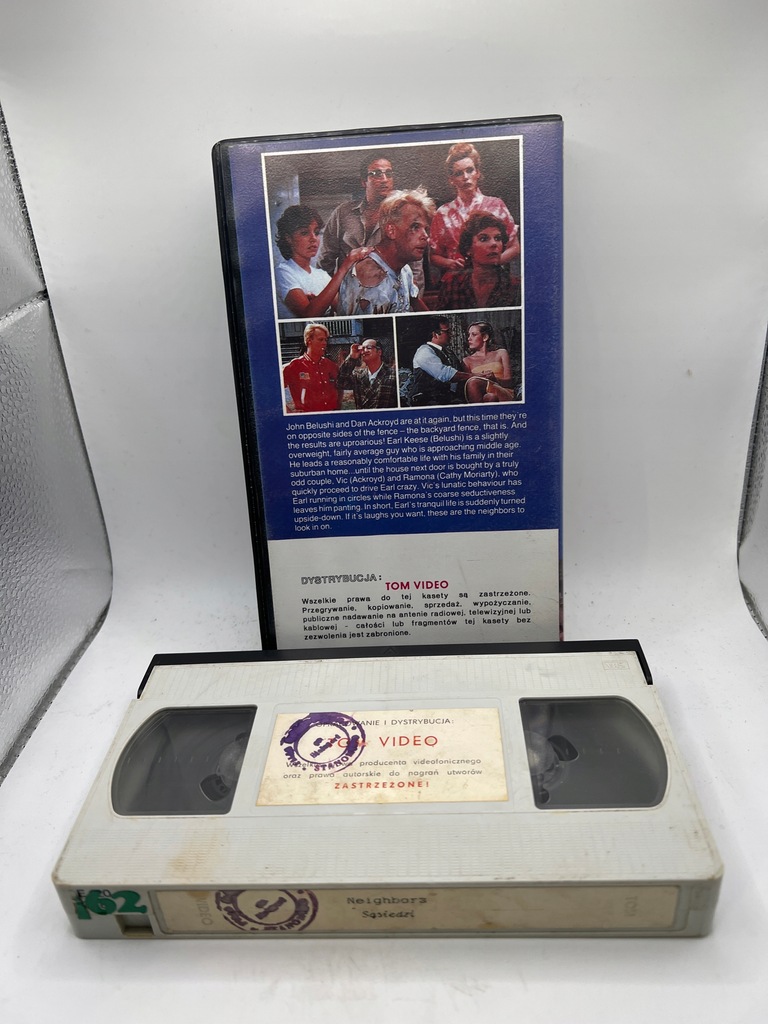 John Belushi and Dan Ackroyd are at it again, but this time they´re
on opposite sides of the fence – the backyard fence, that is. And
the results are uproarious! Earl Keese (Belushi) is a slightly
overweight, fairly average guy who is approaching middle age.
He leads a reasonably comfortable life with his family in their
suburban home...until the house next door is bought by a truly
odd couple, Vic (Ackroyd) and Ramona (Cathy Moriarty), who
quickly proceed to drive Earl crazy. Vic´s lunatic behaviour has
Earl running in circles while Ramona´s coarse seductiveness
leaves him panting. In short, Earl´s tranquil life is suddenly turned
upside-down. If it´s laughs you want, these are the neighbors to
look in on.
DYSTRYBUCJA:
TOM VIDEO
Wszelkie prawa do tej kasety są zastrzeżone.
Przegrywanie, kopiowanie, sprzedaż, wypożyczanie,
publiczne nadawanie na antenie radiowej, telewizyjnej lub
kablowej - całości lub fragmentów tej kasety bez
zezwolenia jest zabronione.
I DYSTRYBUCJA:
TOM VIDEO
producenta videofonicznego
oraz prawa autorskie do nagrań utworów
ZASTRZEŻONE!
162
Neighbors
Sąsiedzi